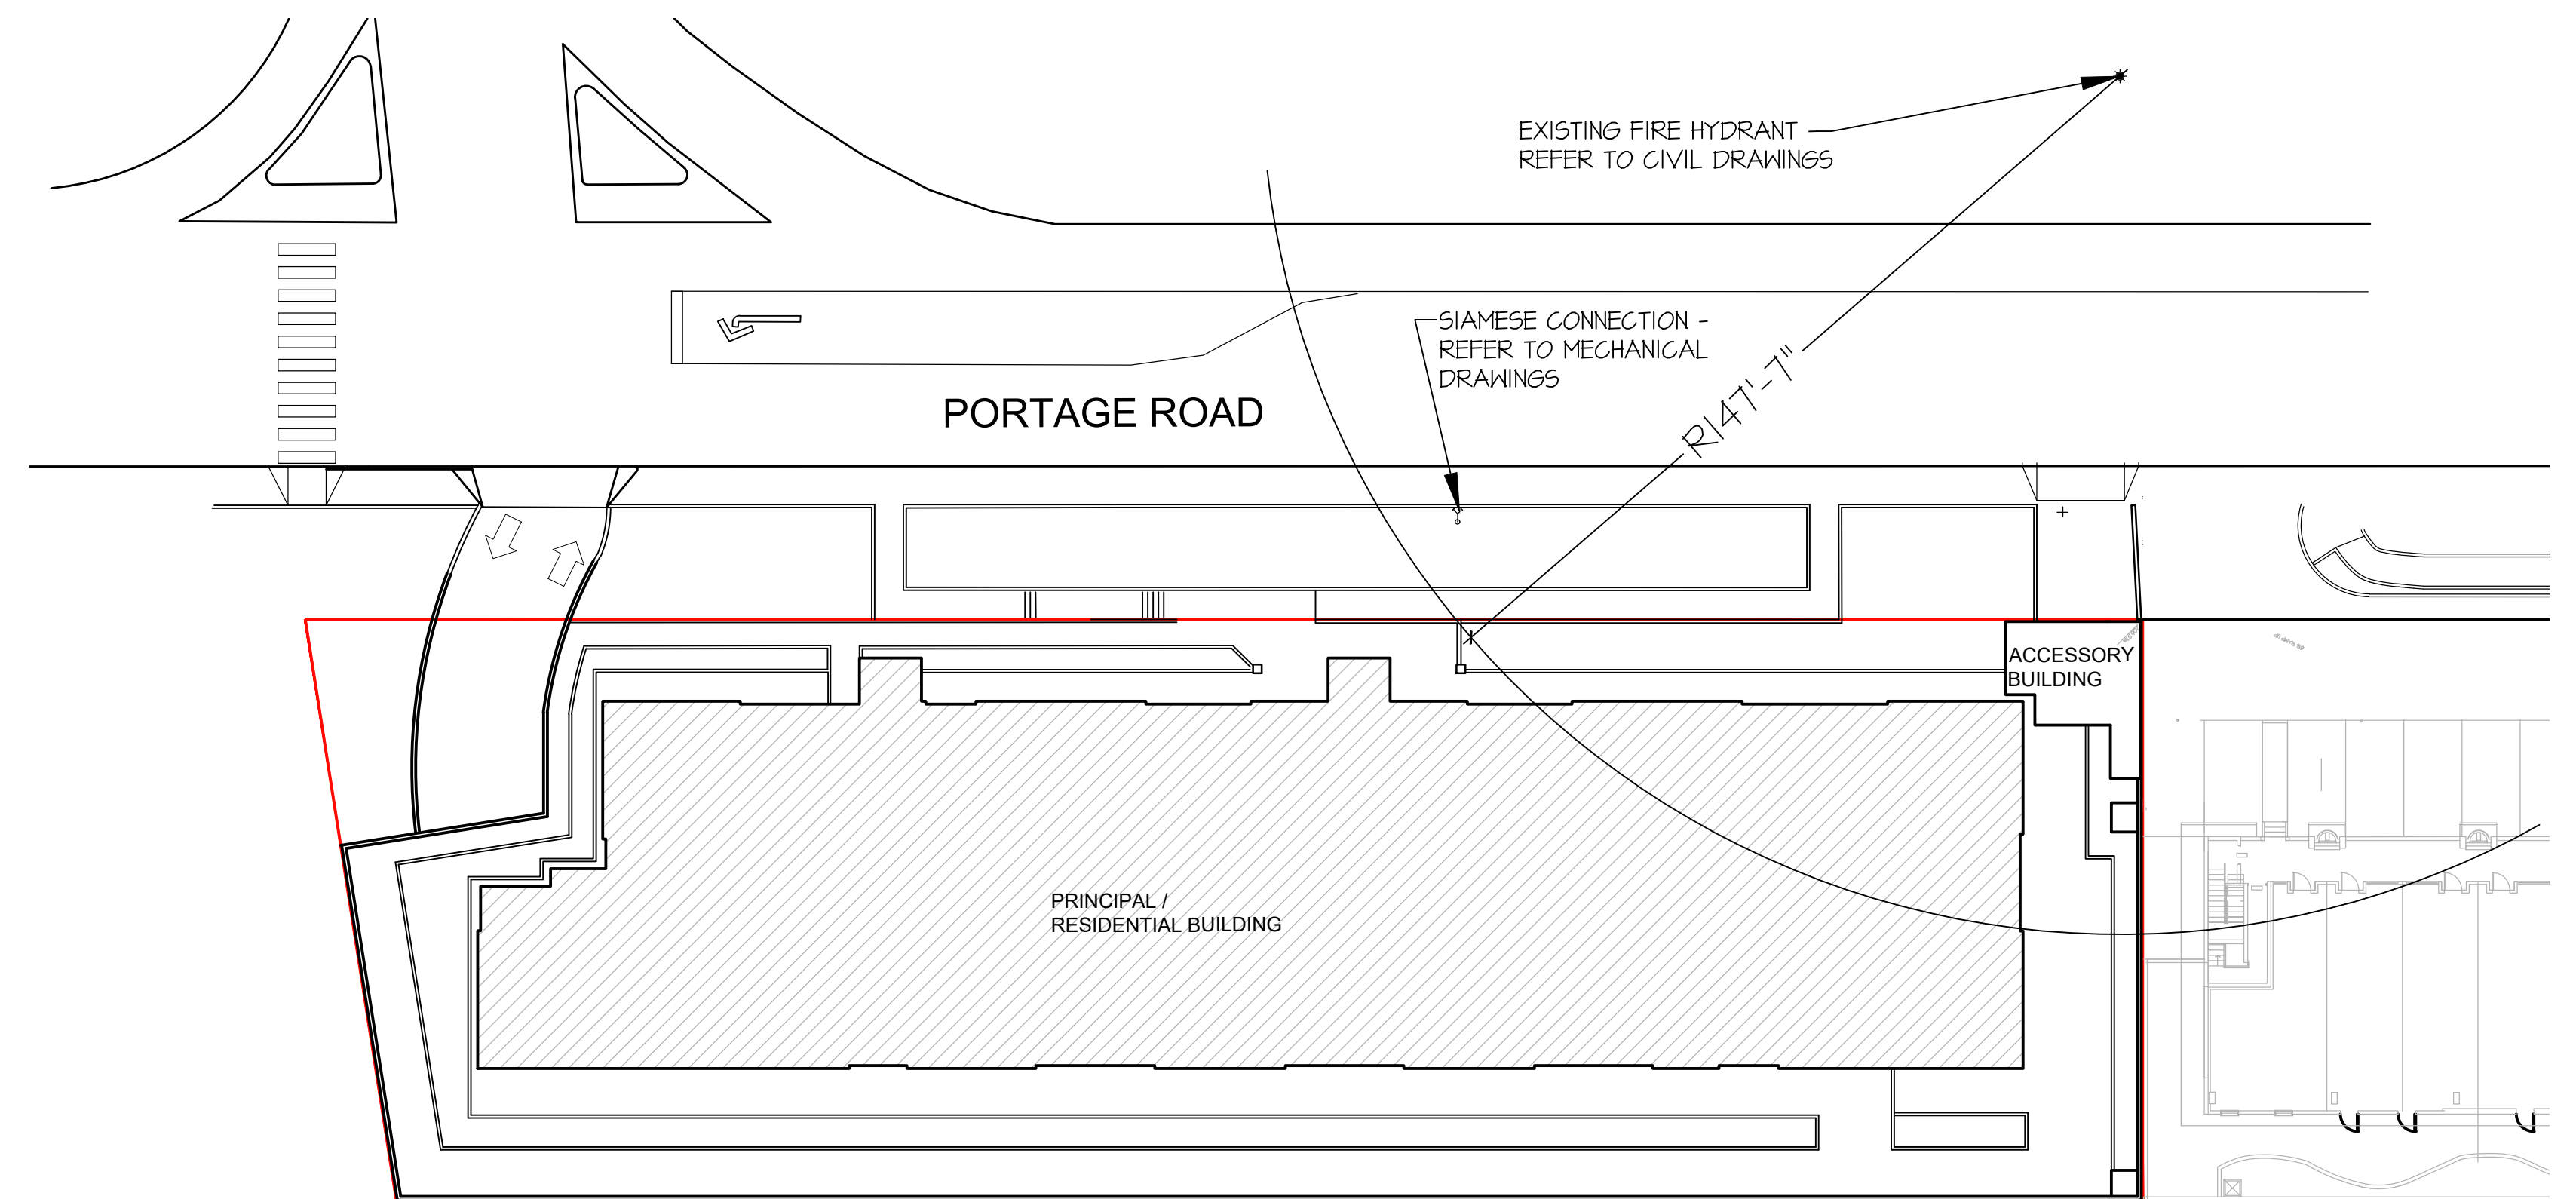 EXISTING FIRE HYDRANT
REFER TO CIVIL DRAWINGS
SIAMESE CONNECTION -
REFER TO MECHANICAL
DRAWINGS
R147'-7"
PORTAGE ROAD
ACCESSORY
BUILDING
PRINCIPAL /
RESIDENTIAL BUILDING